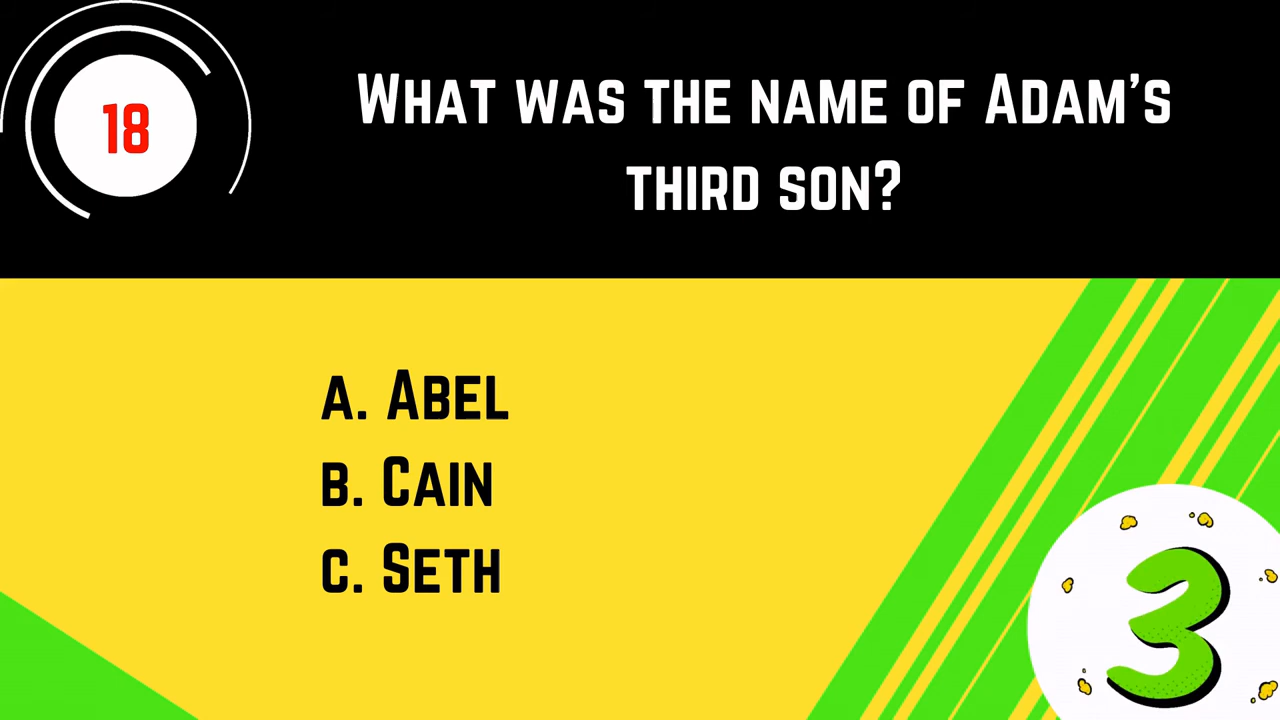 18
What was the name of Adam's
third son?
a. Abel
b. Cain
c. Seth
3